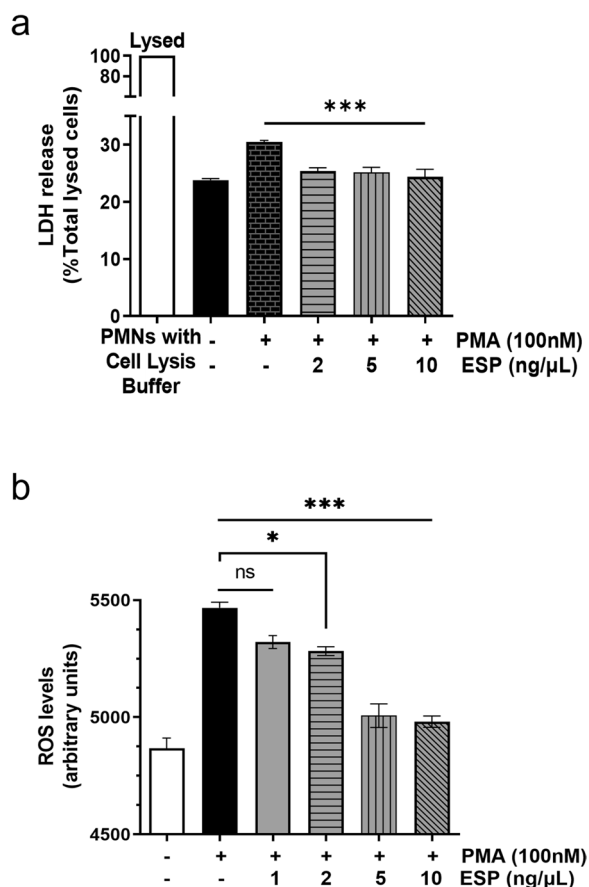 a
Lysed
100
80
30
20
10
0
LDH release
(%Total lysed cells)
***
PMNs with
Cell Lysis
Buffer
- + + + + PMA (100nM)
- - 2 5 10 ESP (ng/µL)
b
***
*
ns
5500
5000
4500
ROS levels
(arbitrary units)
- + + + + + PMA (100nM)
- - 1 2 5 10 ESP (ng/µL)